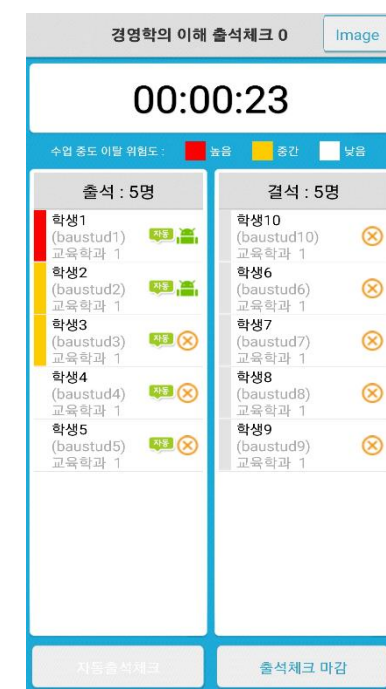 경영학의 이해 출석체크 0
Image
00:00:23
수업 중도 이탈 위험도 : 높음 중간 낮음
출석 : 5명
학생1
(baustud1) 자동
교육학과 1
학생2
(baustud2) 자동
교육학과 1
학생3
(baustud3) 자동
교육학과 1
학생4
(baustud4) 자동
교육학과 1
학생5
(baustud5) 자동
교육학과 1
결석 : 5명
학생10
(baustud10)
교육학과 1
학생6
(baustud6)
교육학과 1
학생7
(baustud7)
교육학과 1
학생8
(baustud8)
교육학과 1
학생9
(baustud9)
교육학과 1
자동출석체크
출석체크 마감